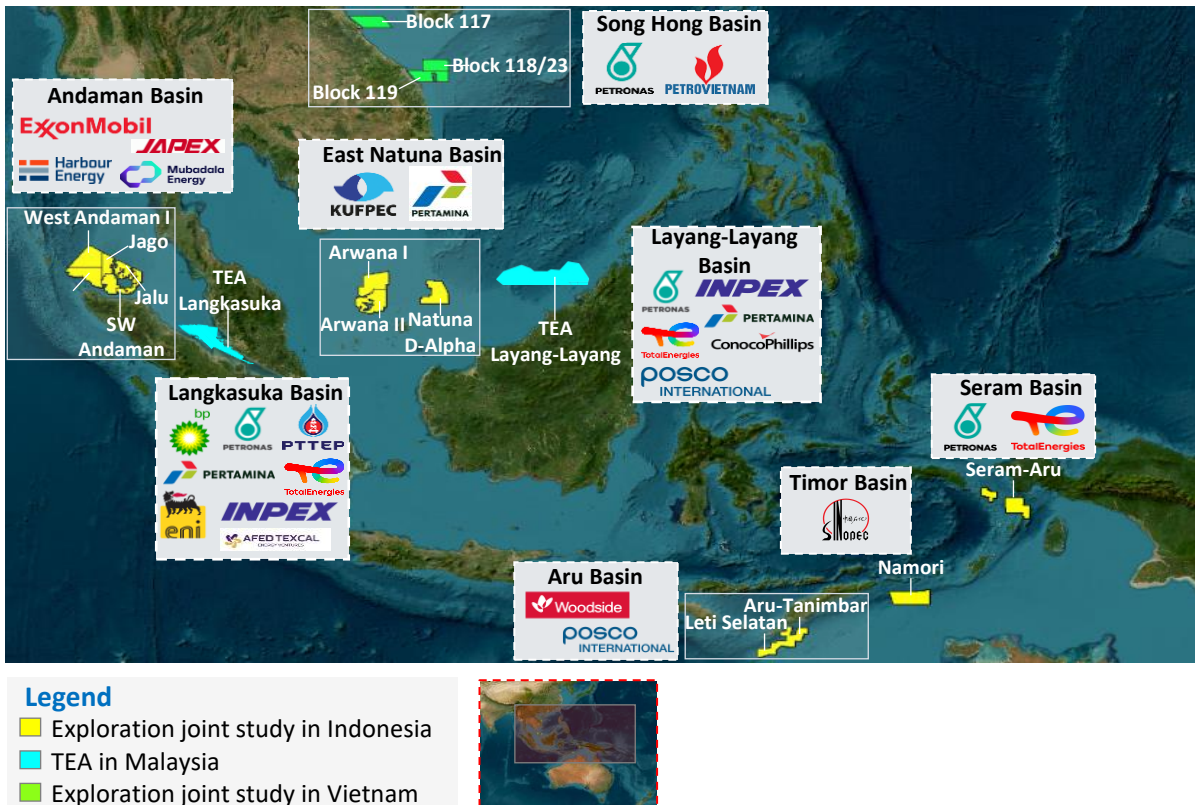 Block 117
Block 118/23
Block 119
Song Hong Basin
PETRONAS
PETROVIETNAM
Andaman Basin
ExxonMobil
JAPEX
Harbour
Energy
Mubadala
Energy
East Natuna Basin
KUFPEC
PERTAMINA
West Andaman I
Jago
Jalu
SW
Andaman
TEA
Langkasuka
Arwana I
Arwana II
Natuna
D-Alpha
TEA
Layang-Layang
Layang-Layang
Basin
PETRONAS
INPEX
PERTAMINA
TotalEnergies
ConocoPhillips
posco
INTERNATIONAL
Langkasuka Basin
bp
PETRONAS
PTTEP
PERTAMINA
TotalEnergies
eni
INPEX
AFED TEXCAL
ENERGY VENTURES
Seram Basin
PETRONAS
TotalEnergies
Seram-Aru
Timor Basin
SINOPEC
Namori
Aru Basin
Woodside
posco
INTERNATIONAL
Aru-Tanimbar
Leti Selatan
Legend
Exploration joint study in Indonesia
TEA in Malaysia
Exploration joint study in Vietnam